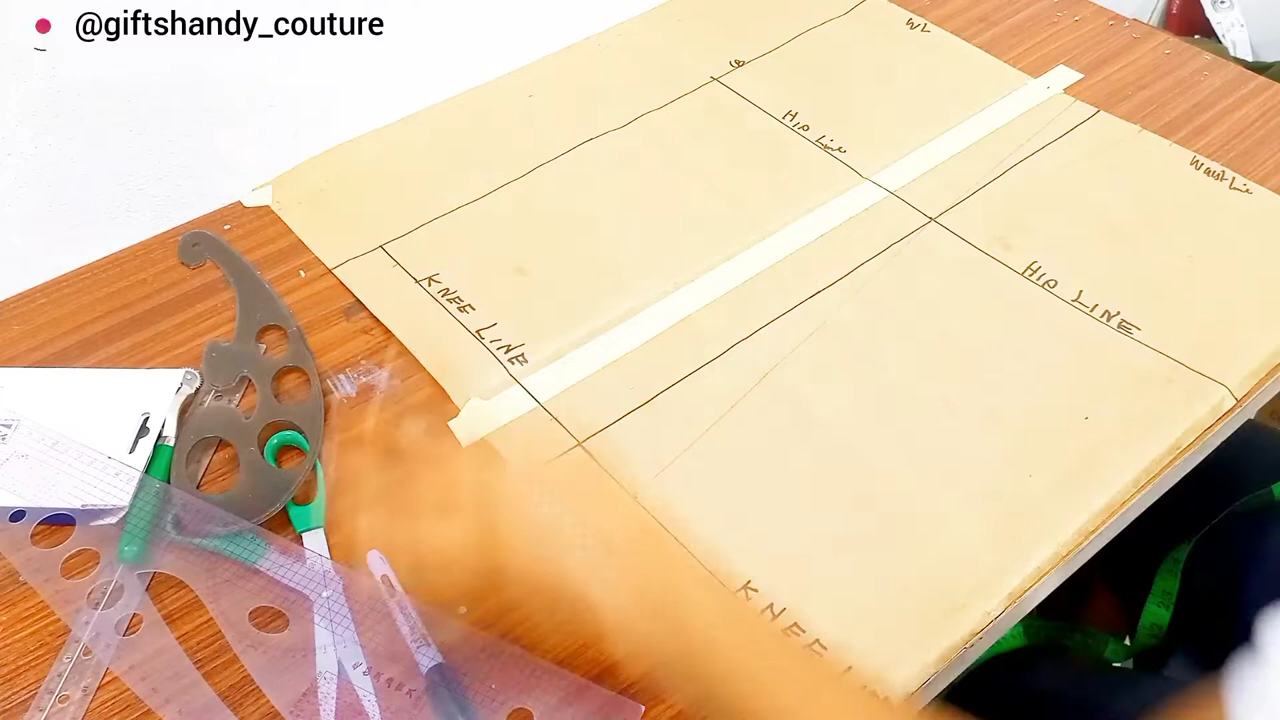 @giftshandy_couture
WL
Hip Line
Waist Line
HIP LINE
KNEE LINE
KNEE